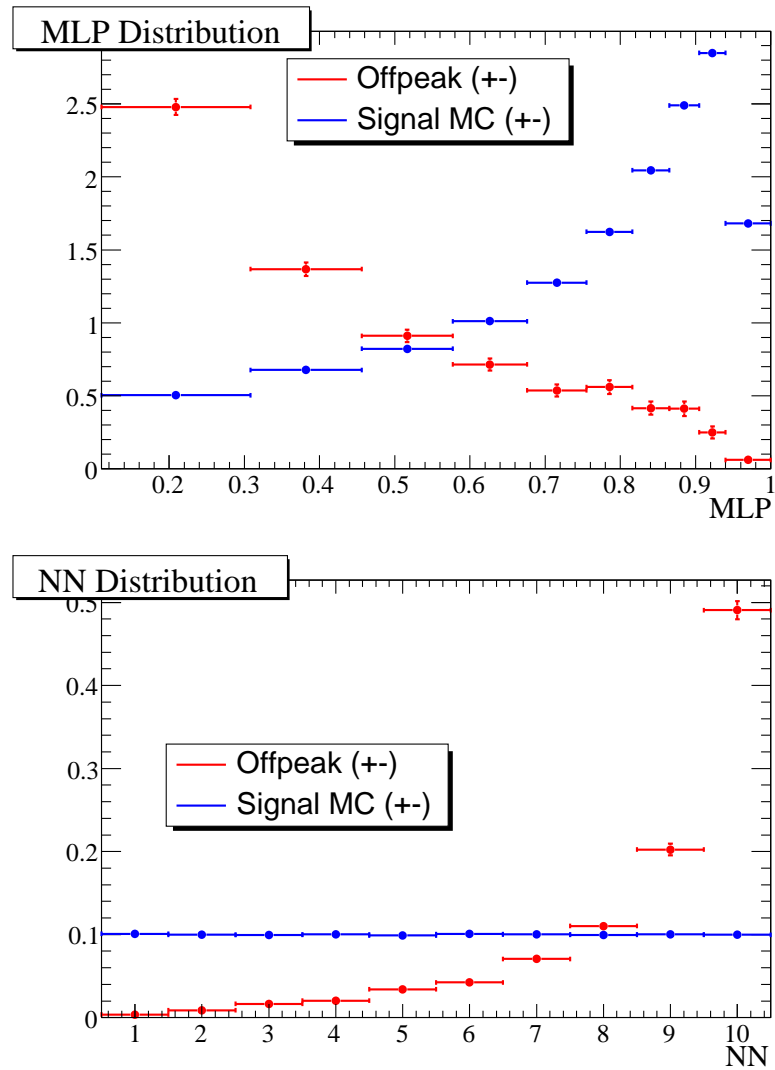 MLP Distribution
Offpeak (+-)
Signal MC (+-)
2.5
2
1.5
1
0.5
0
0.2 0.3 0.4 0.5 0.6 0.7 0.8 0.9 1
MLP
NN Distribution
0.5
0.4
0.3
Offpeak (+-)
Signal MC (+-)
0.2
0.1
0
1 2 3 4 5 6 7 8 9 10
NN